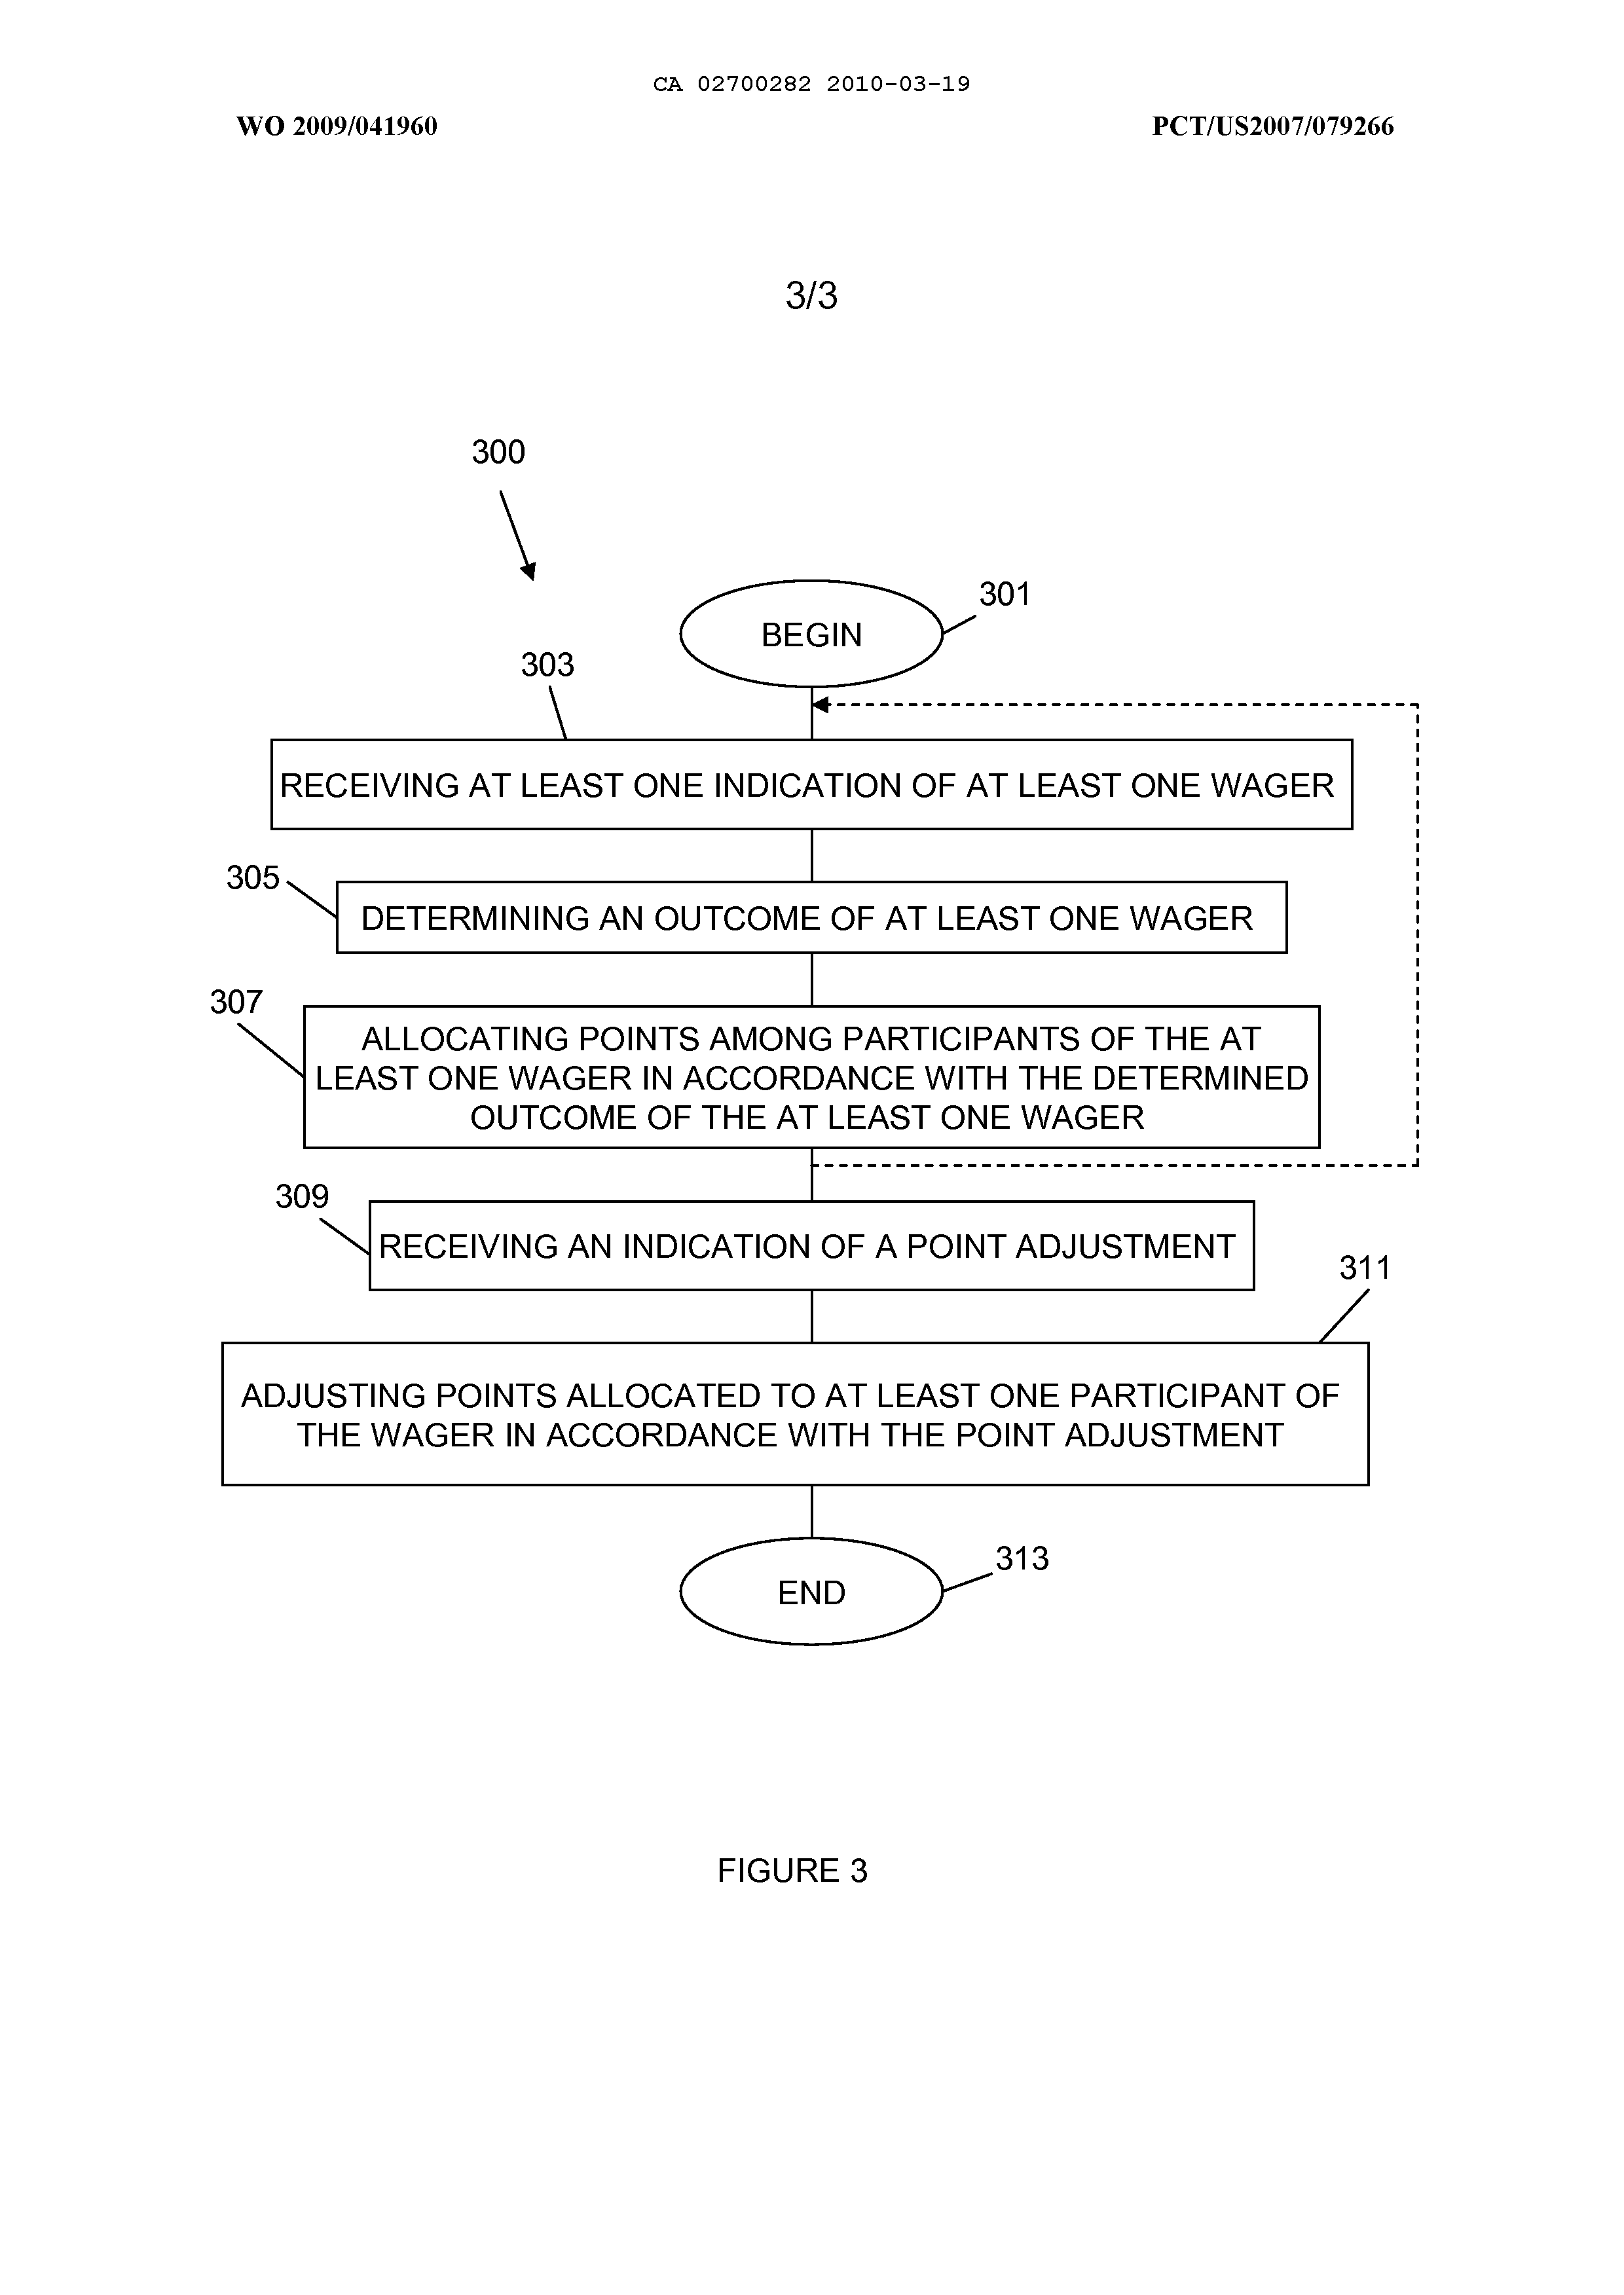 CA 02700282 2010-03-19
WO 2009/041960
PCT/US2007/079266
3/3
300
301
BEGIN
303
RECEIVING AT LEAST ONE INDICATION OF AT LEAST ONE WAGER
305
DETERMINING AN OUTCOME OF AT LEAST ONE WAGER
307
ALLOCATING POINTS AMONG PARTICIPANTS OF THE AT
LEAST ONE WAGER IN ACCORDANCE WITH THE DETERMINED
OUTCOME OF THE AT LEAST ONE WAGER
309
RECEIVING AN INDICATION OF A POINT ADJUSTMENT
311
ADJUSTING POINTS ALLOCATED TO AT LEAST ONE PARTICIPANT OF
THE WAGER IN ACCORDANCE WITH THE POINT ADJUSTMENT
313
END
FIGURE 3